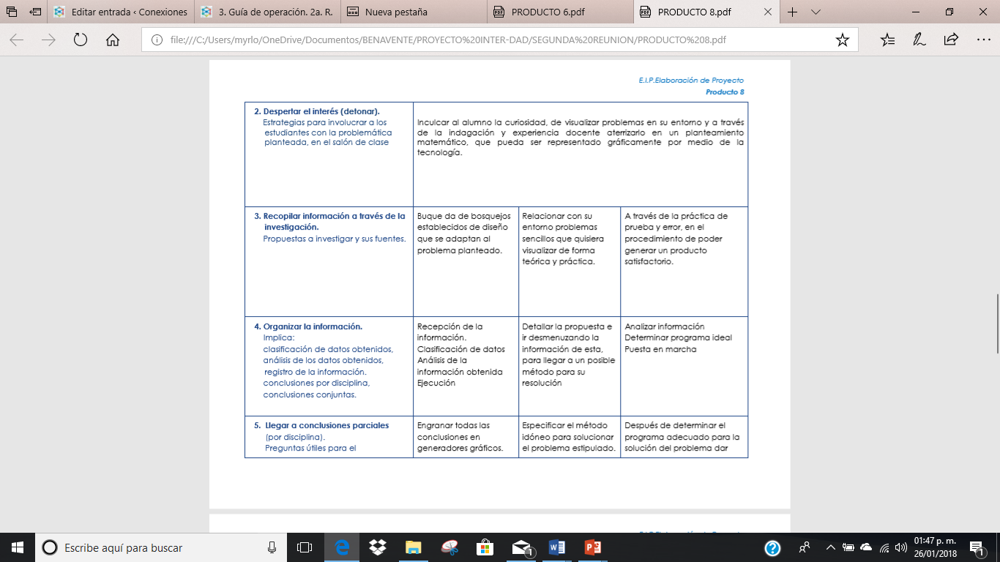 Editar entrada ‹ Conexiones
3. Guía de operación. 2a. R.
Nueva pestaña
PRODUCTO 6.pdf
PRODUCTO 8.pdf
file:///C:/Users/myrlo/OneDrive/Documentos/BENAVENTE/PROYECTO%20INTER-DAD/SEGUNDA%20REUNION/PRODUCTO%208.pdf
E.I.P.Elaboración de Proyecto
Producto 8
2. Despertar el interés (detonar).
Estrategias para involucrar a los
estudiantes con la problemática
planteada, en el salón de clase
Inculcar al alumno la curiosidad, de visualizar problemas en su entorno y a través
de la indagación y experiencia docente aterrizarlo en un planteamiento
matemático, que pueda ser representado gráficamente por medio de la
tecnología.
3. Recopilar información a través de la
investigación.
Propuestas a investigar y sus fuentes.
Buque da de bosquejos
establecidos de diseño
que se adaptan al
problema planteado.
Relacionar con su
entorno problemas
sencillos que quisiera
visualizar de forma
teórica y práctica.
A través de la práctica de
prueba y error, en el
procedimiento de poder
generar un producto
satisfactorio.
4. Organizar la información.
Implica:
clasificación de datos obtenidos,
análisis de los datos obtenidos,
registro de la información.
conclusiones por disciplina,
conclusiones conjuntas.
Recepción de la
información.
Clasificación de datos
Análisis de la
información obtenida
Ejecución
Detallar la propuesta e
ir desmenuzando la
información de esta,
para llegar a un posible
método para su
resolución
Analizar información
Determinar programa ideal
Puesta en marcha
5. Llegar a conclusiones parciales
(por disciplina).
Preguntas útiles para el
Engranar todas las
conclusiones en
generadores gráficos.
Especificar el método
idóneo para solucionar
el problema estipulado.
Después de determinar el
programa adecuado para la
solución del problema dar
Escribe aquí para buscar
01:47 p. m.
26/01/2018